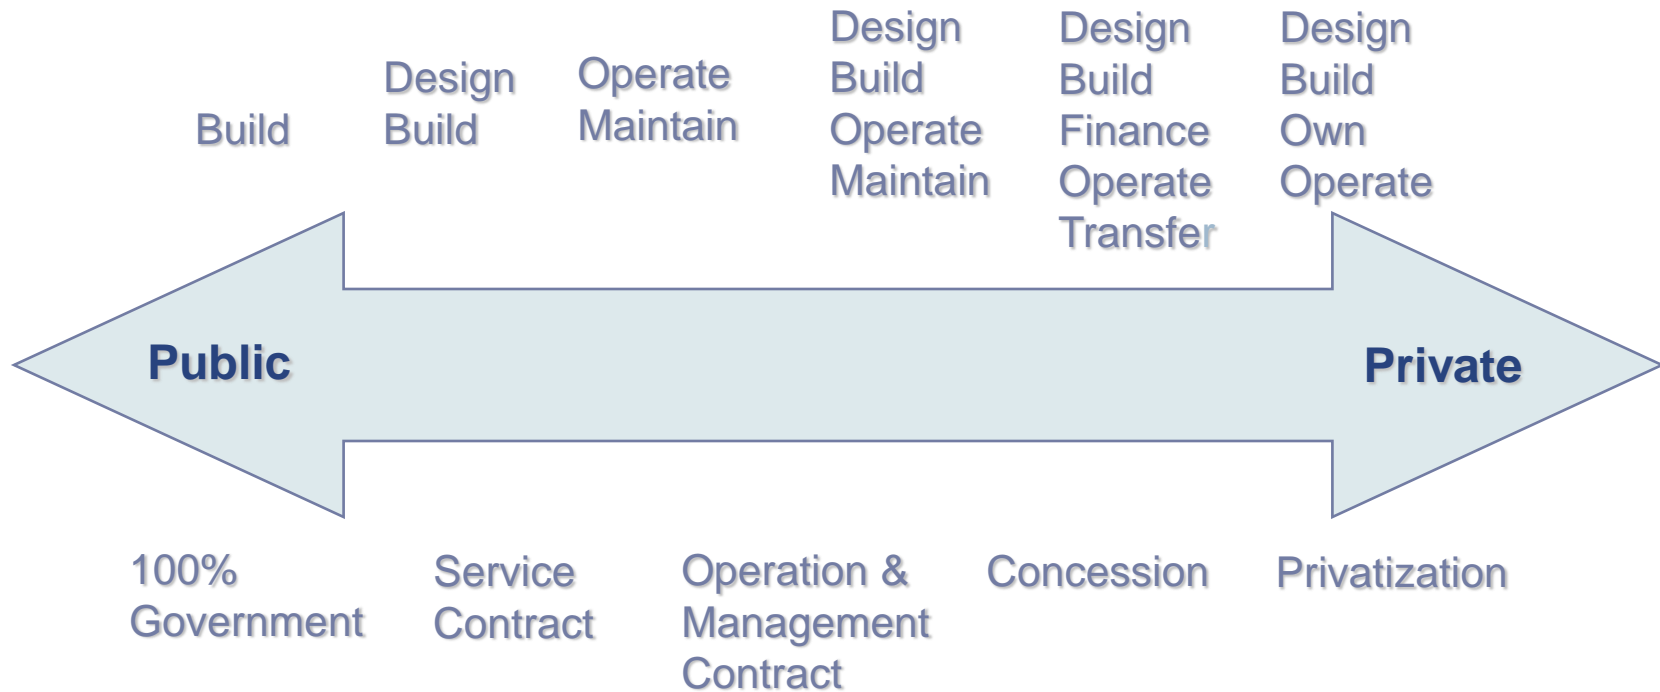 Build
Design
Build
Operate
Maintain
Design
Build
Operate
Maintain
Design
Build
Finance
Operate
Transfer
Design
Build
Own
Operate
Public
Private
100%
Government
Service
Contract
Operation &
Management
Contract
Concession
Privatization